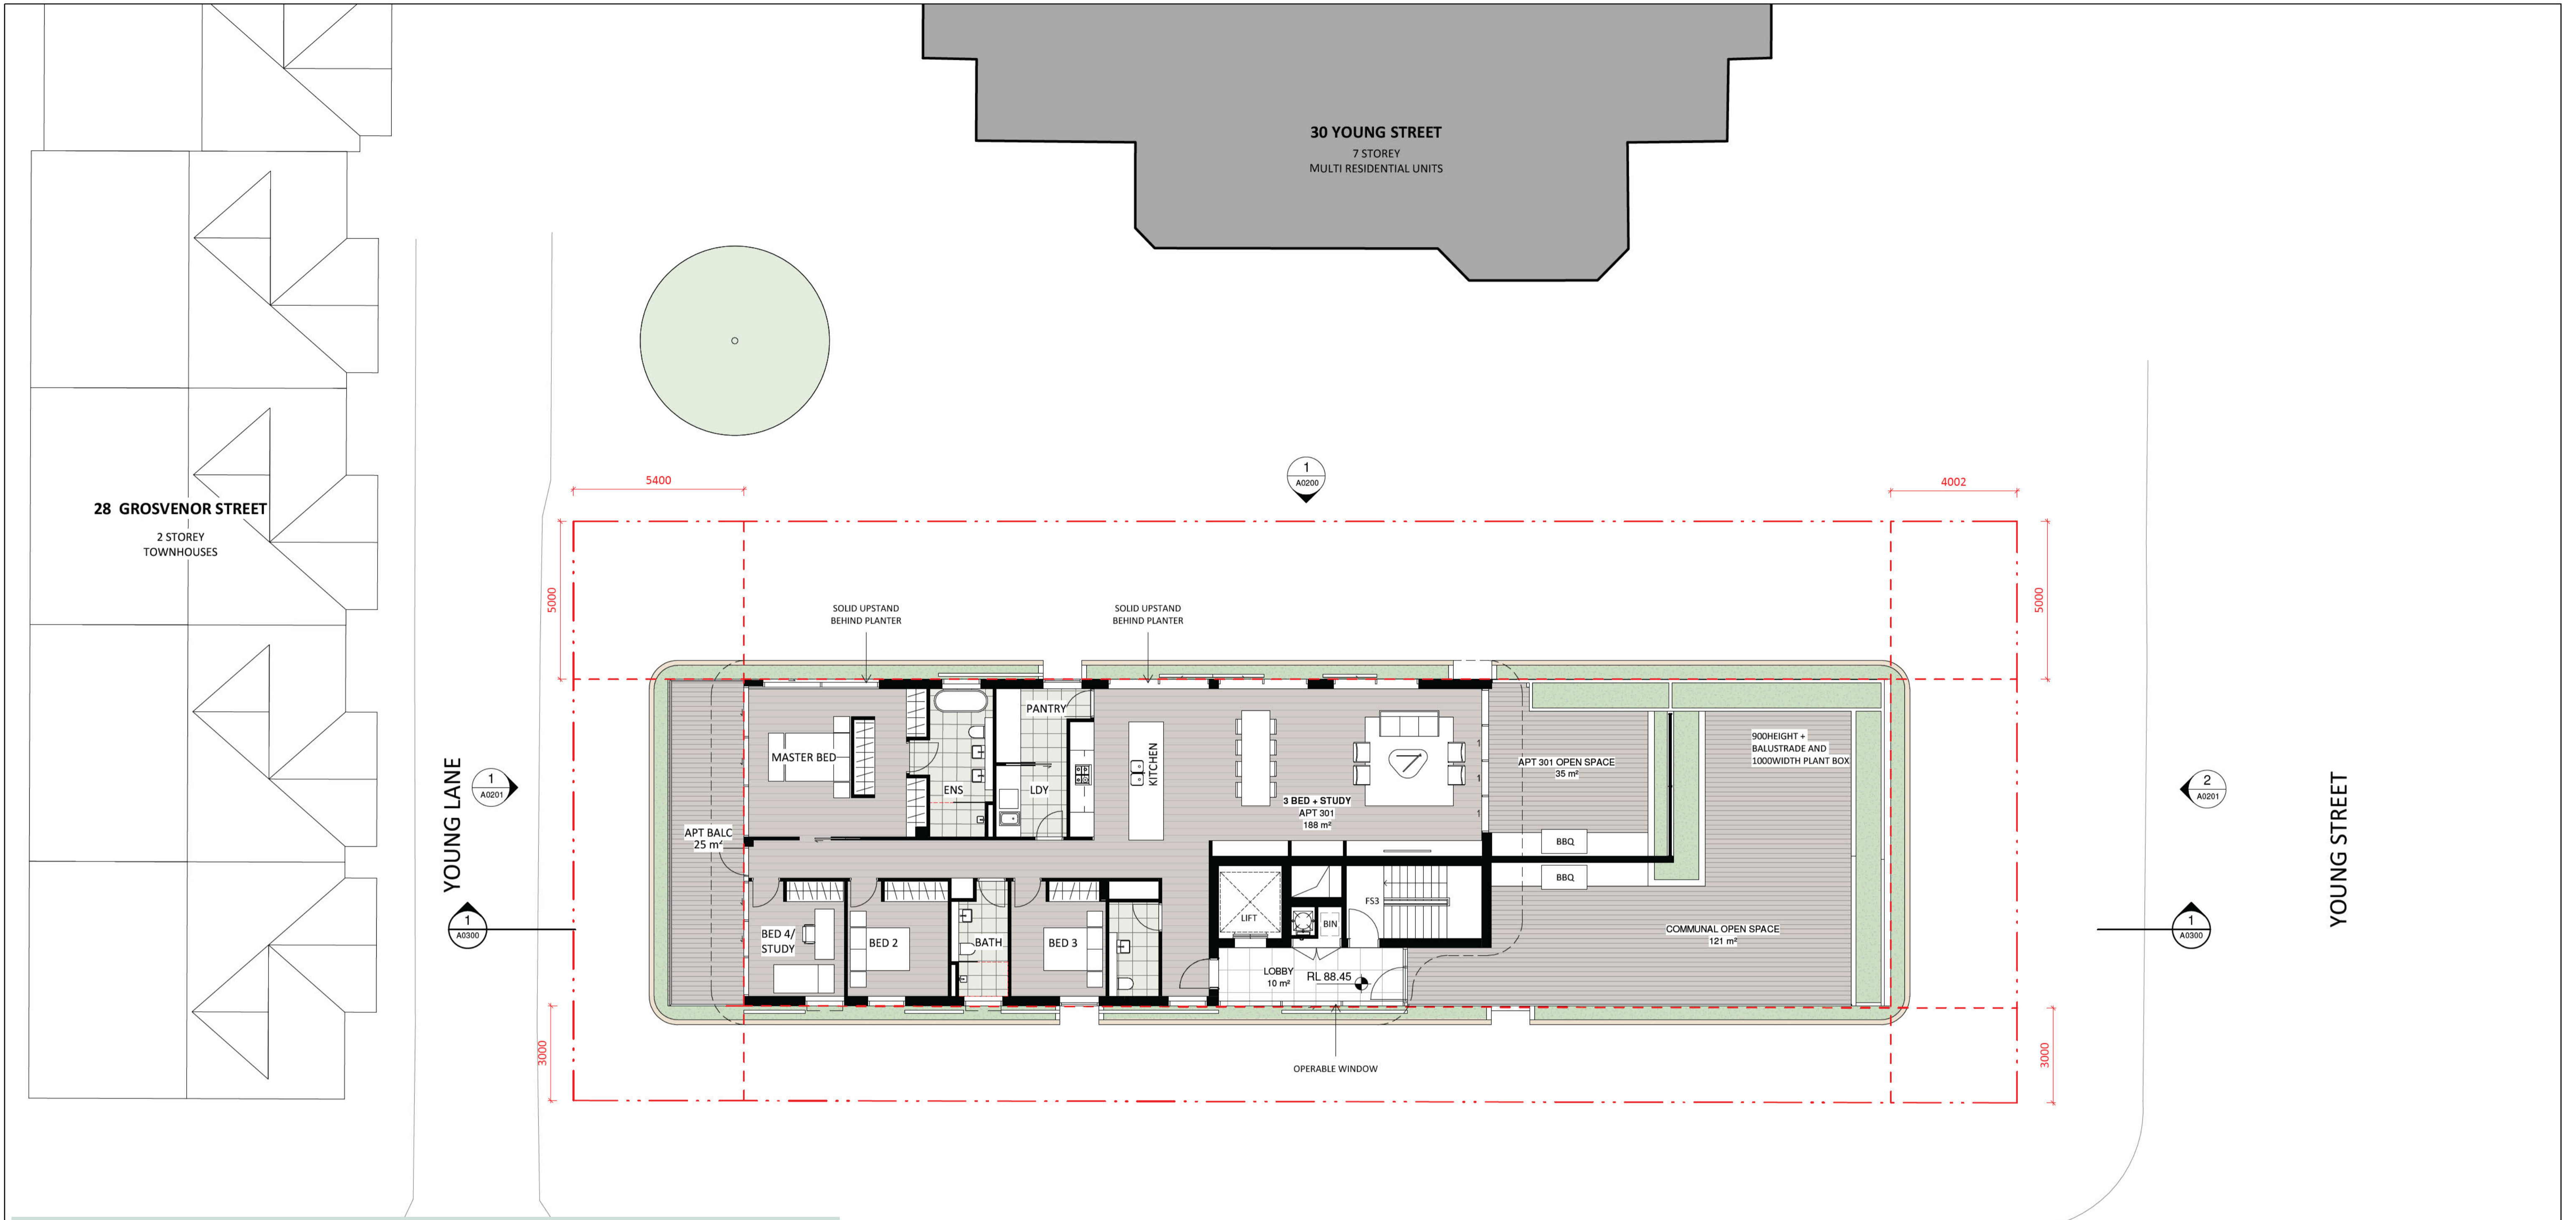 30 YOUNG STREET
7 STOREY
MULTI RESIDENTIAL UNITS
28 GROSVENOR STREET
2 STOREY
TOWNHOUSES
1
A0200
5400
4002
5000
5000
SOLID UPSTAND
BEHIND PLANTER
SOLID UPSTAND
BEHIND PLANTER
YOUNG LANE
1
A0201
1
A0300
MASTER BED
ENS
PANTRY
LDY
KITCHEN
3 BED + STUDY
APT 301
188 m²
APT BALC
25 m²
1
1
1
APT 301 OPEN SPACE
35 m²
900HEIGHT +
BALUSTRADE AND
1000WIDTH PLANT BOX
BBQ
BBQ
BED 4/
STUDY
BED 2
BATH
BED 3
LIFT
BIN
FS3
LOBBY
10 m²
RL 88.45
COMMUNAL OPEN SPACE
121 m²
2
A0201
1
A0300
YOUNG STREET
3000
3000
OPERABLE WINDOW